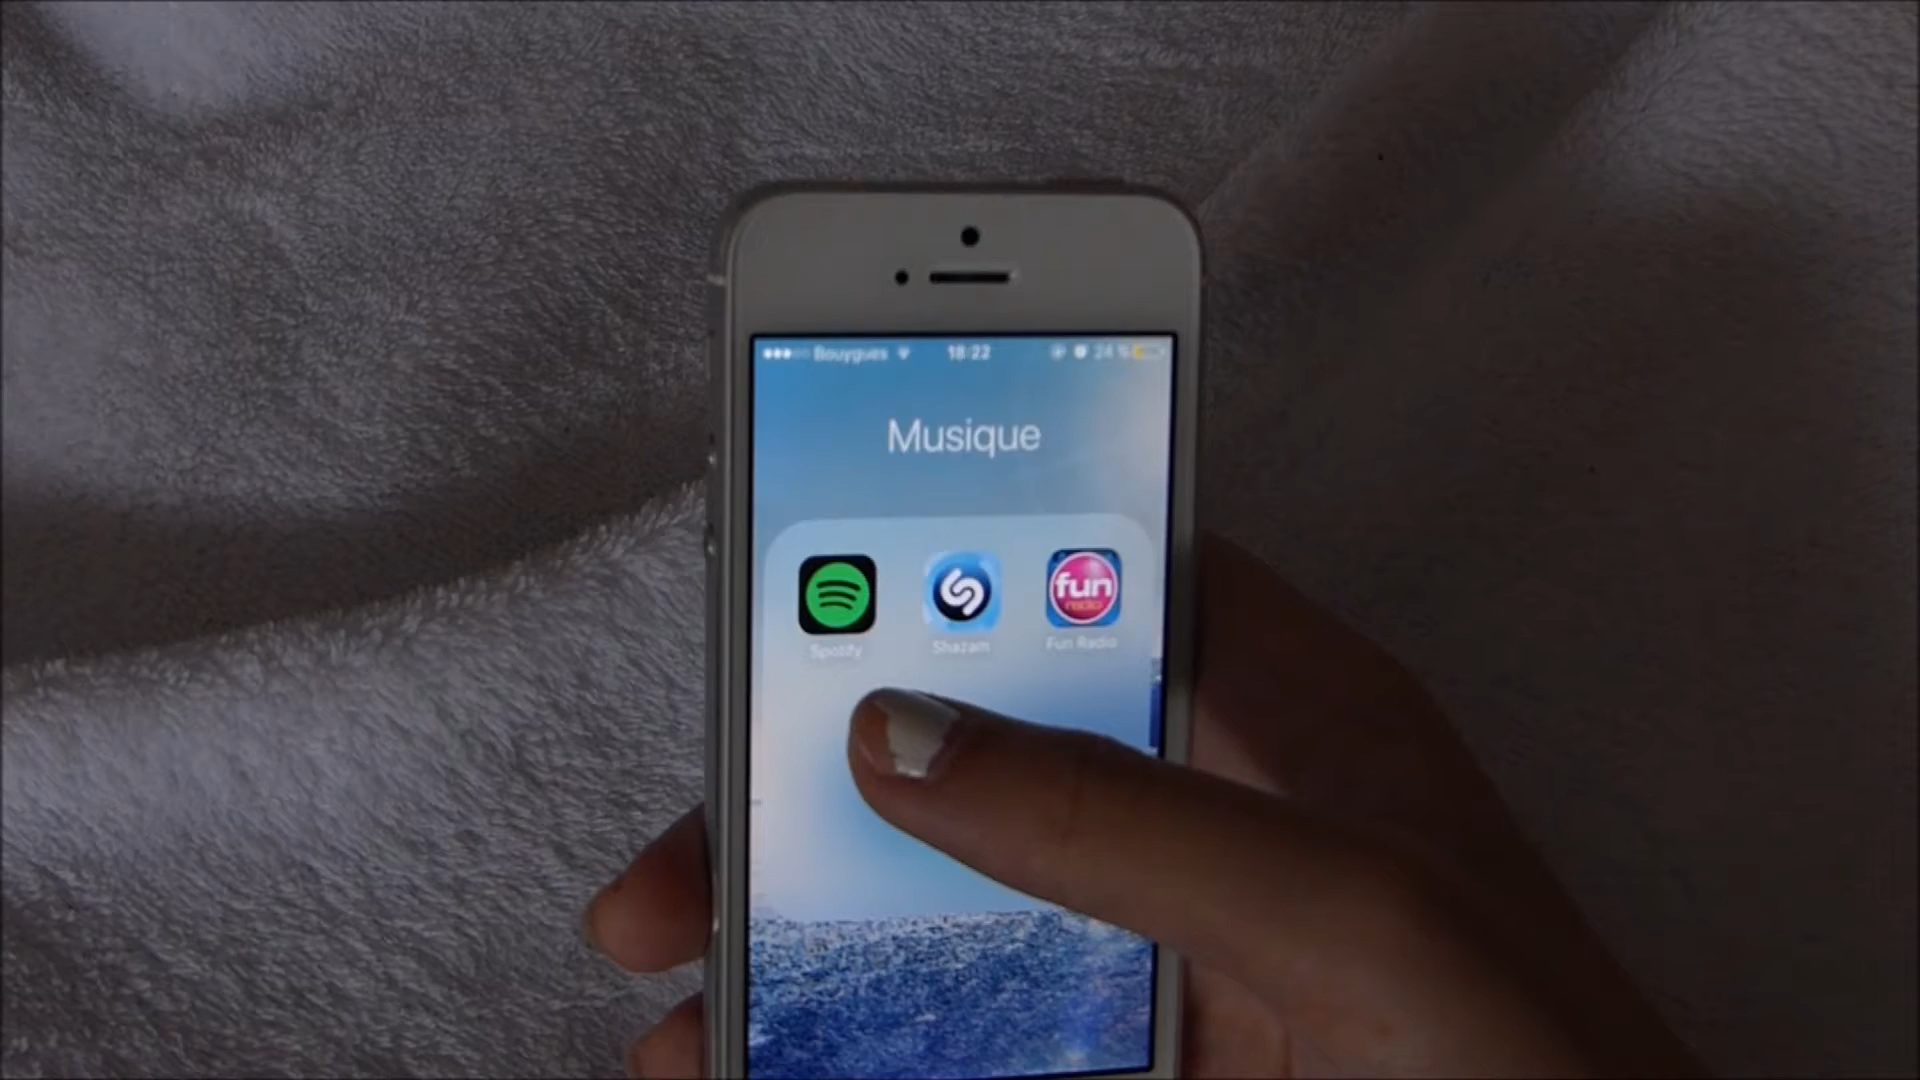 Bouygues 18:22 24 %
Musique
fun
radio
Spotify Shazam Fun Radio